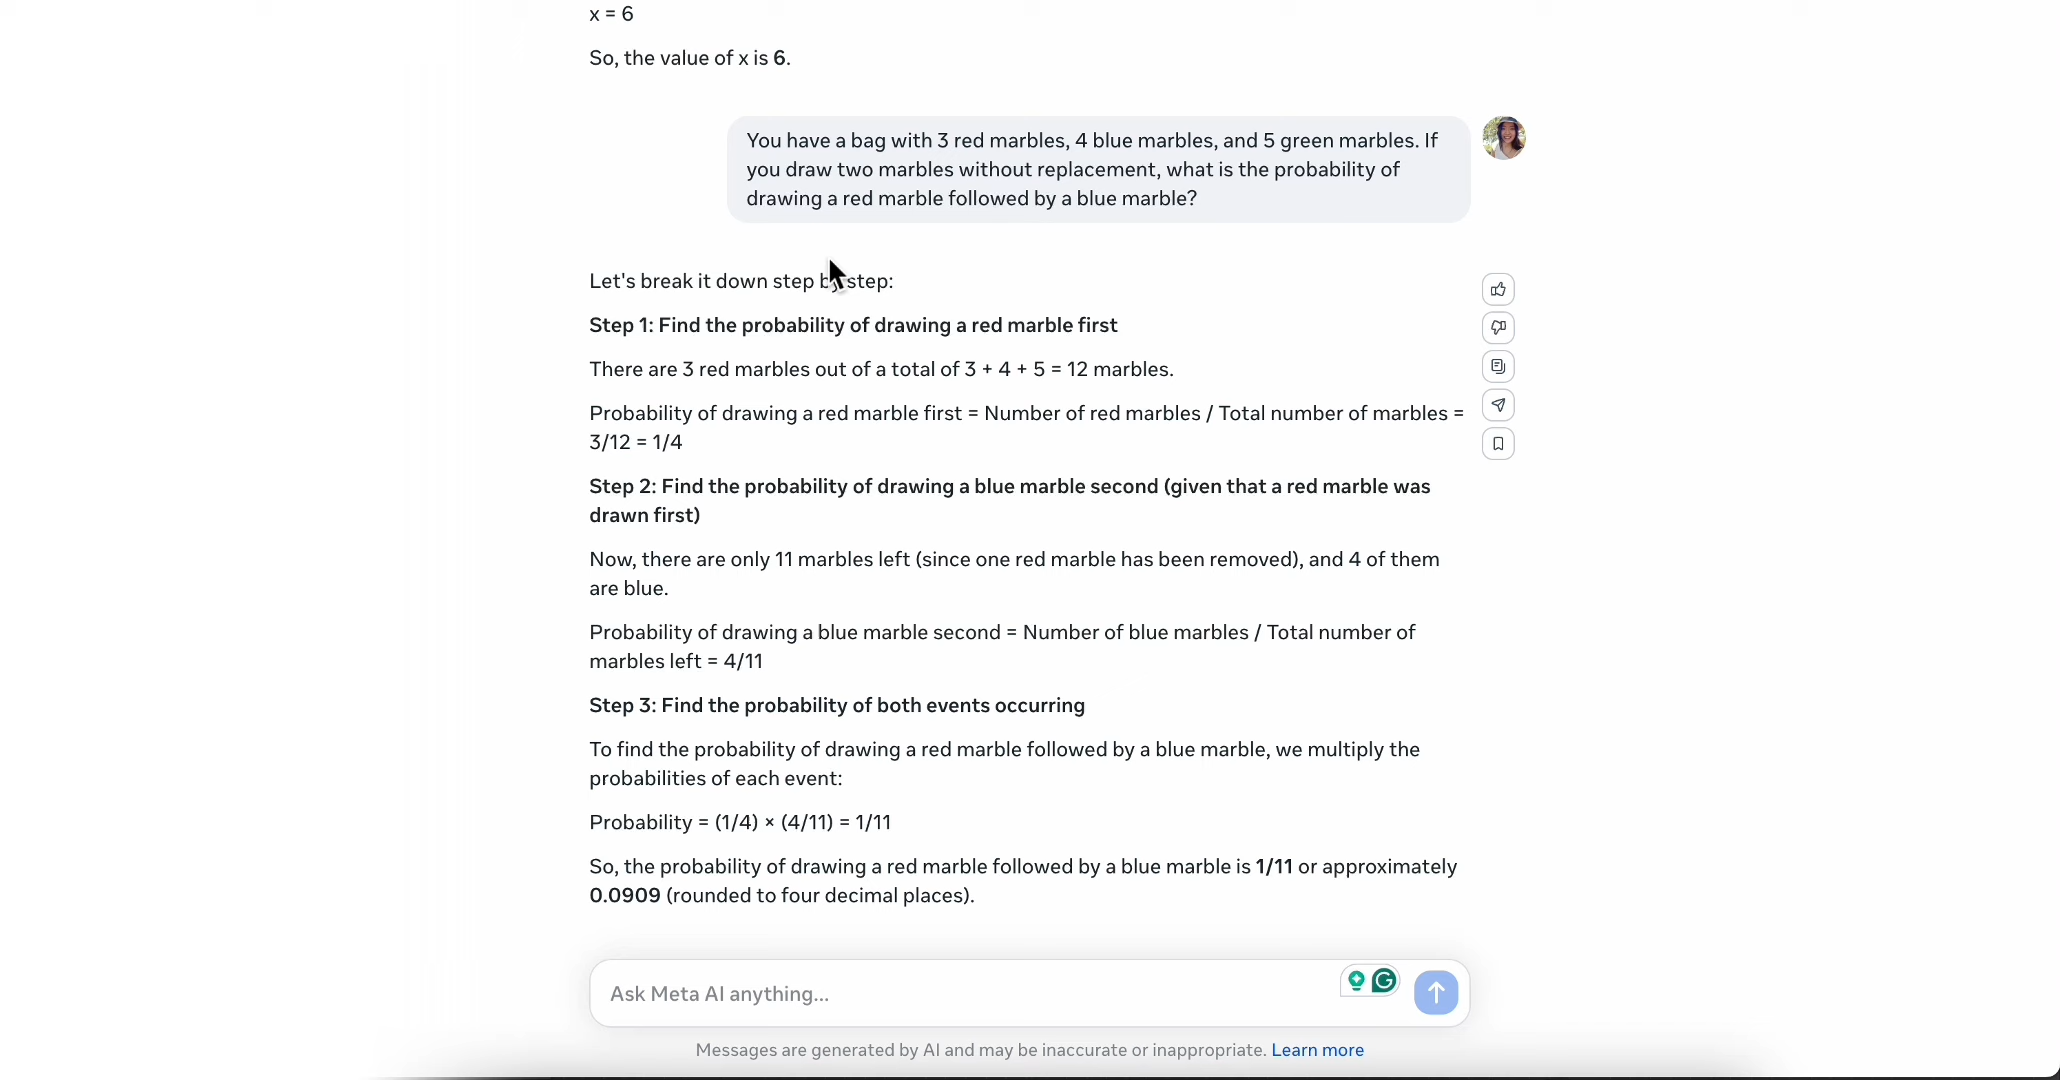 x = 6
So, the value of x is 6.
You have a bag with 3 red marbles, 4 blue marbles, and 5 green marbles. If
you draw two marbles without replacement, what is the probability of
drawing a red marble followed by a blue marble?
Let's break it down step by step:
Step 1: Find the probability of drawing a red marble first
There are 3 red marbles out of a total of 3 + 4 + 5 = 12 marbles.
Probability of drawing a red marble first = Number of red marbles / Total number of marbles =
3/12 = 1/4
Step 2: Find the probability of drawing a blue marble second (given that a red marble was
drawn first)
Now, there are only 11 marbles left (since one red marble has been removed), and 4 of them
are blue.
Probability of drawing a blue marble second = Number of blue marbles / Total number of
marbles left = 4/11
Step 3: Find the probability of both events occurring
To find the probability of drawing a red marble followed by a blue marble, we multiply the
probabilities of each event:
Probability = (1/4) × (4/11) = 1/11
So, the probability of drawing a red marble followed by a blue marble is 1/11 or approximately
0.0909 (rounded to four decimal places).
Ask Meta AI anything...
Messages are generated by AI and may be inaccurate or inappropriate. Learn more